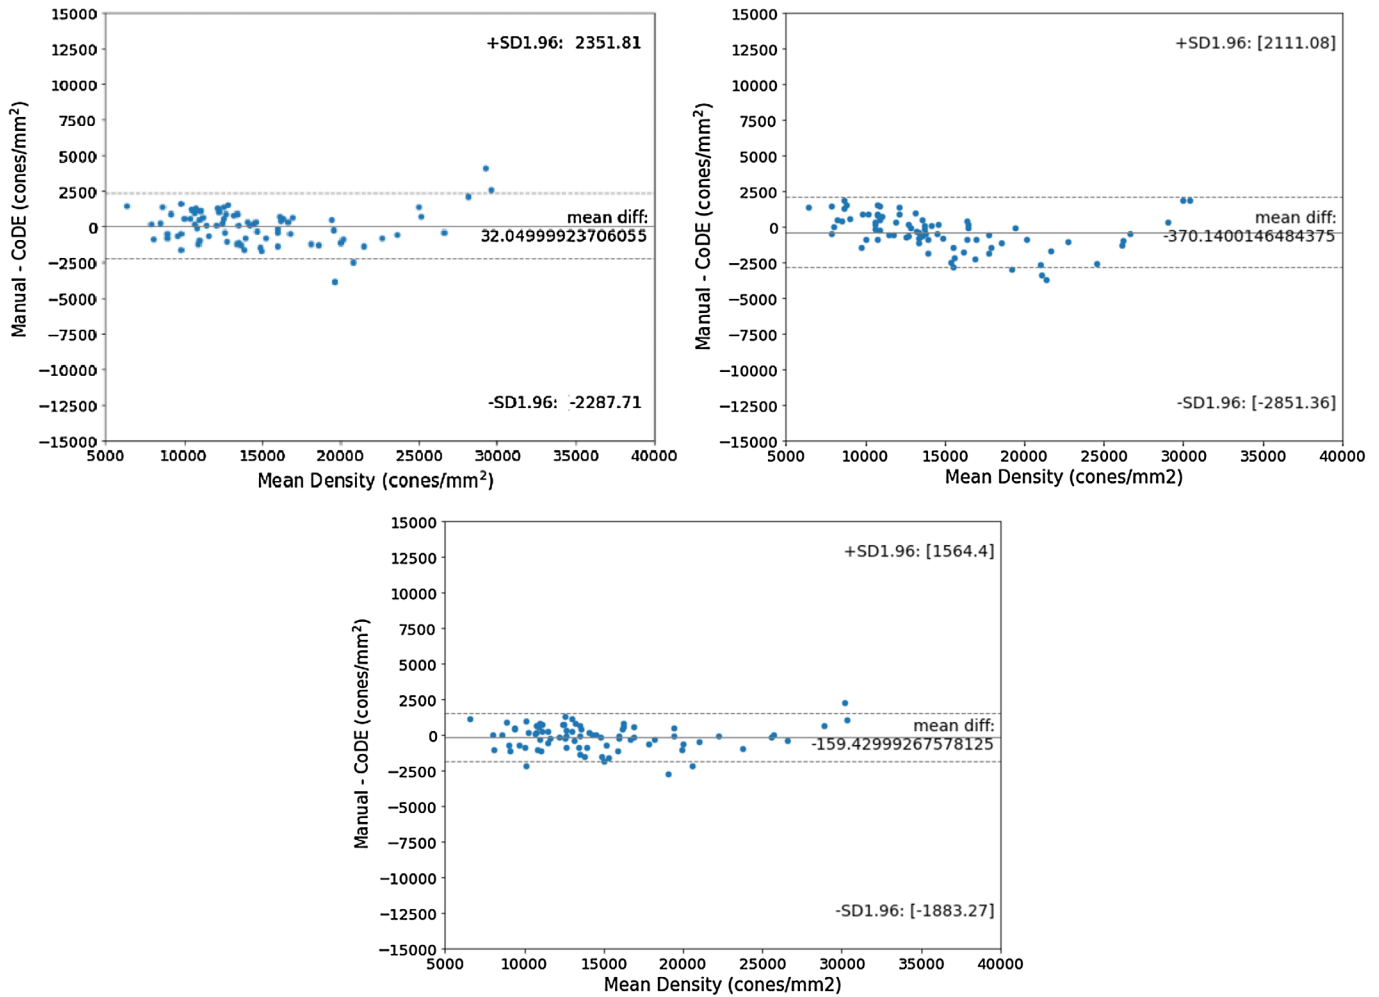 15000
12500
10000
7500
5000
2500
0
−2500
−5000
−7500
−10000
−12500
−15000
Manual - CoDE (cones/mm²)
+SD1.96: 2351.81
mean diff:
32.04999923706055
-SD1.96: -2287.71
5000 10000 15000 20000 25000 30000 35000 40000
Mean Density (cones/mm²)
15000
12500
10000
7500
5000
2500
0
−2500
−5000
−7500
−10000
−12500
−15000
Manual - CoDE (cones/mm²)
+SD1.96: [2111.08]
mean diff:
-370.1400146484375
-SD1.96: [-2851.36]
5000 10000 15000 20000 25000 30000 35000 40000
Mean Density (cones/mm2)
15000
12500
10000
7500
5000
2500
0
−2500
−5000
−7500
−10000
−12500
−15000
Manual - CoDE (cones/mm²)
+SD1.96: [1564.4]
mean diff:
-159.42999267578125
-SD1.96: [-1883.27]
5000 10000 15000 20000 25000 30000 35000 40000
Mean Density (cones/mm2)